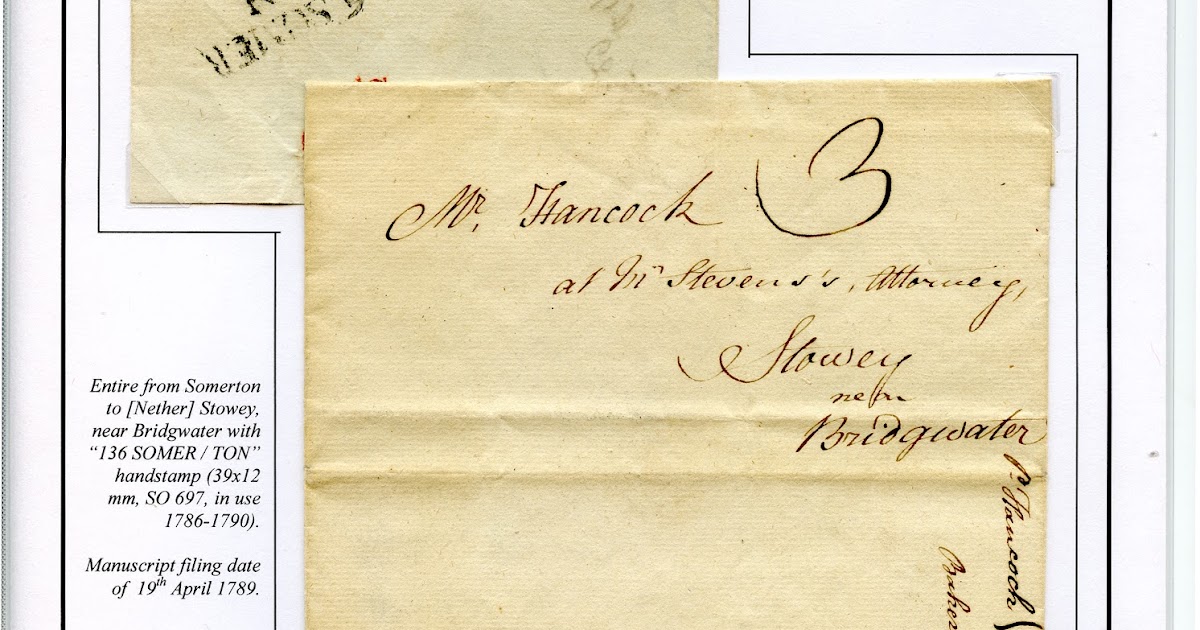 Mr. Hancock
3
at Mr Stevens's, Attorney,
Stowey
near
Bridgwater
Entire from Somerton
to [Nether] Stowey,
near Bridgwater with
“136 SOMER / TON”
handstamp (39x12
mm, SO 697, in use
1786-1790).
Manuscript filing date
of 19th April 1789.
Hancock